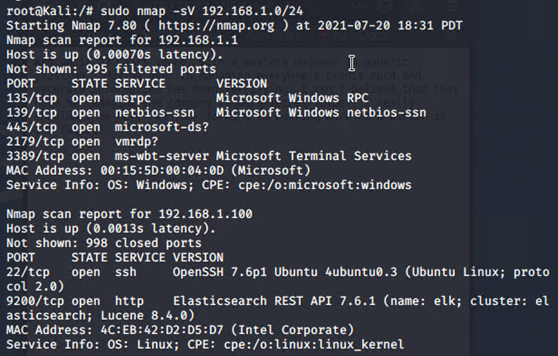 root@Kali:/# sudo nmap -sV 192.168.1.0/24
Starting Nmap 7.80 ( https://nmap.org ) at 2021-07-20 18:31 PDT
Nmap scan report for 192.168.1.1
Host is up (0.00070s latency).
Not shown: 995 filtered ports
PORT     STATE SERVICE       VERSION
135/tcp  open  msrpc         Microsoft Windows RPC
139/tcp  open  netbios-ssn   Microsoft Windows netbios-ssn
445/tcp  open  microsoft-ds?
2179/tcp open  vmrdp?
3389/tcp open  ms-wbt-server Microsoft Terminal Services
MAC Address: 00:15:5D:00:04:0D (Microsoft)
Service Info: OS: Windows; CPE: cpe:/o:microsoft:windows

Nmap scan report for 192.168.1.100
Host is up (0.0013s latency).
Not shown: 998 closed ports
PORT     STATE SERVICE VERSION
22/tcp   open  ssh     OpenSSH 7.6p1 Ubuntu 4ubuntu0.3 (Ubuntu Linux; proto
col 2.0)
9200/tcp open  http    Elasticsearch REST API 7.6.1 (name: elk; cluster: el
asticsearch; Lucene 8.4.0)
MAC Address: 4C:EB:42:D2:D5:D7 (Intel Corporate)
Service Info: OS: Linux; CPE: cpe:/o:linux:linux_kernel